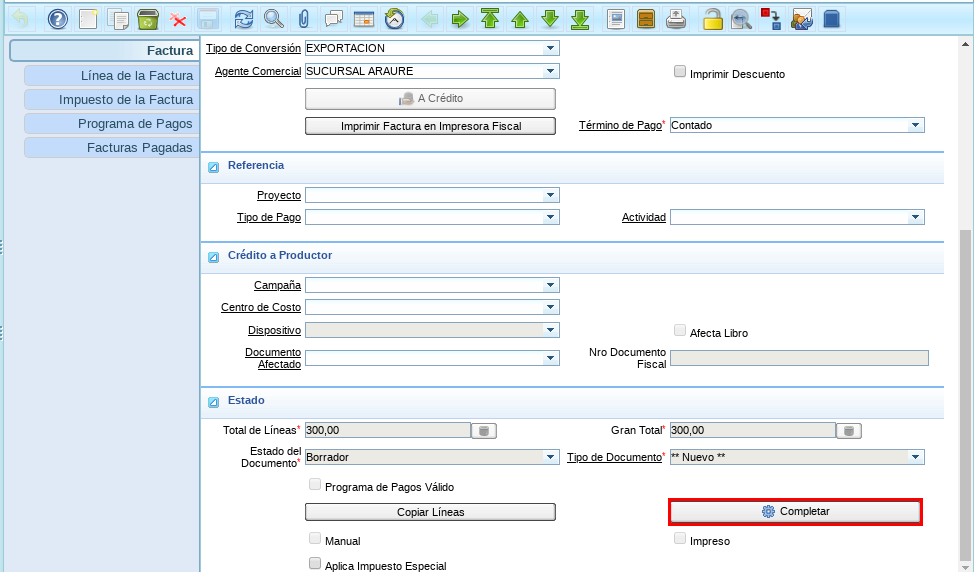 Factura
Línea de la Factura
Impuesto de la Factura
Programa de Pagos
Facturas Pagadas
Tipo de Conversión EXPORTACION
Agente Comercial SUCURSAL ARAURE Imprimir Descuento
A Crédito
Imprimir Factura en Impresora Fiscal Término de Pago* Contado
Referencia
Proyecto
Tipo de Pago Actividad
Crédito a Productor
Campaña
Centro de Costo
Dispositivo Afecta Libro
Documento
Afectado
Nro Documento
Fiscal
Estado
Total de Líneas* 300,00 Gran Total* 300,00
Estado del
Documento* Borrador Tipo de Documento* ** Nuevo **
Programa de Pagos Válido
Copiar Líneas Completar
Manual Impreso
Aplica Impuesto Especial